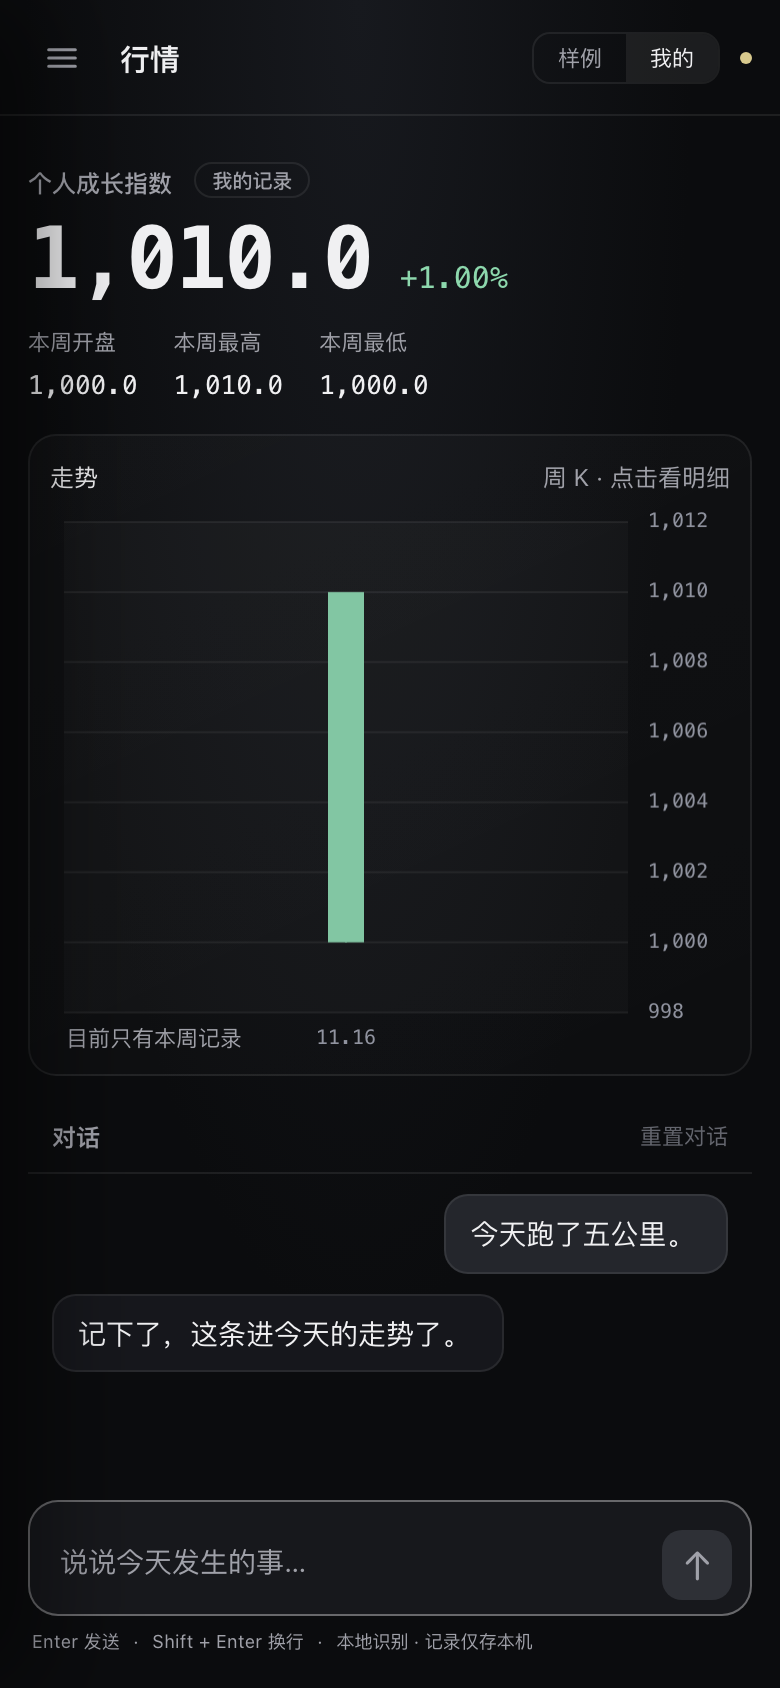 行情 样例 我的
个人成长指数 我的记录
1,010.0 +1.00%
本周开盘 本周最高 本周最低
1,000.0 1,010.0 1,000.0
走势 周 K · 点击看明细
1,012
1,010
1,008
1,006
1,004
1,002
1,000
998
目前只有本周记录 11.16
对话 重置对话
今天跑了五公里。
记下了，这条进今天的走势了。
说说今天发生的事...
Enter 发送 · Shift + Enter 换行 · 本地识别 · 记录仅存本机